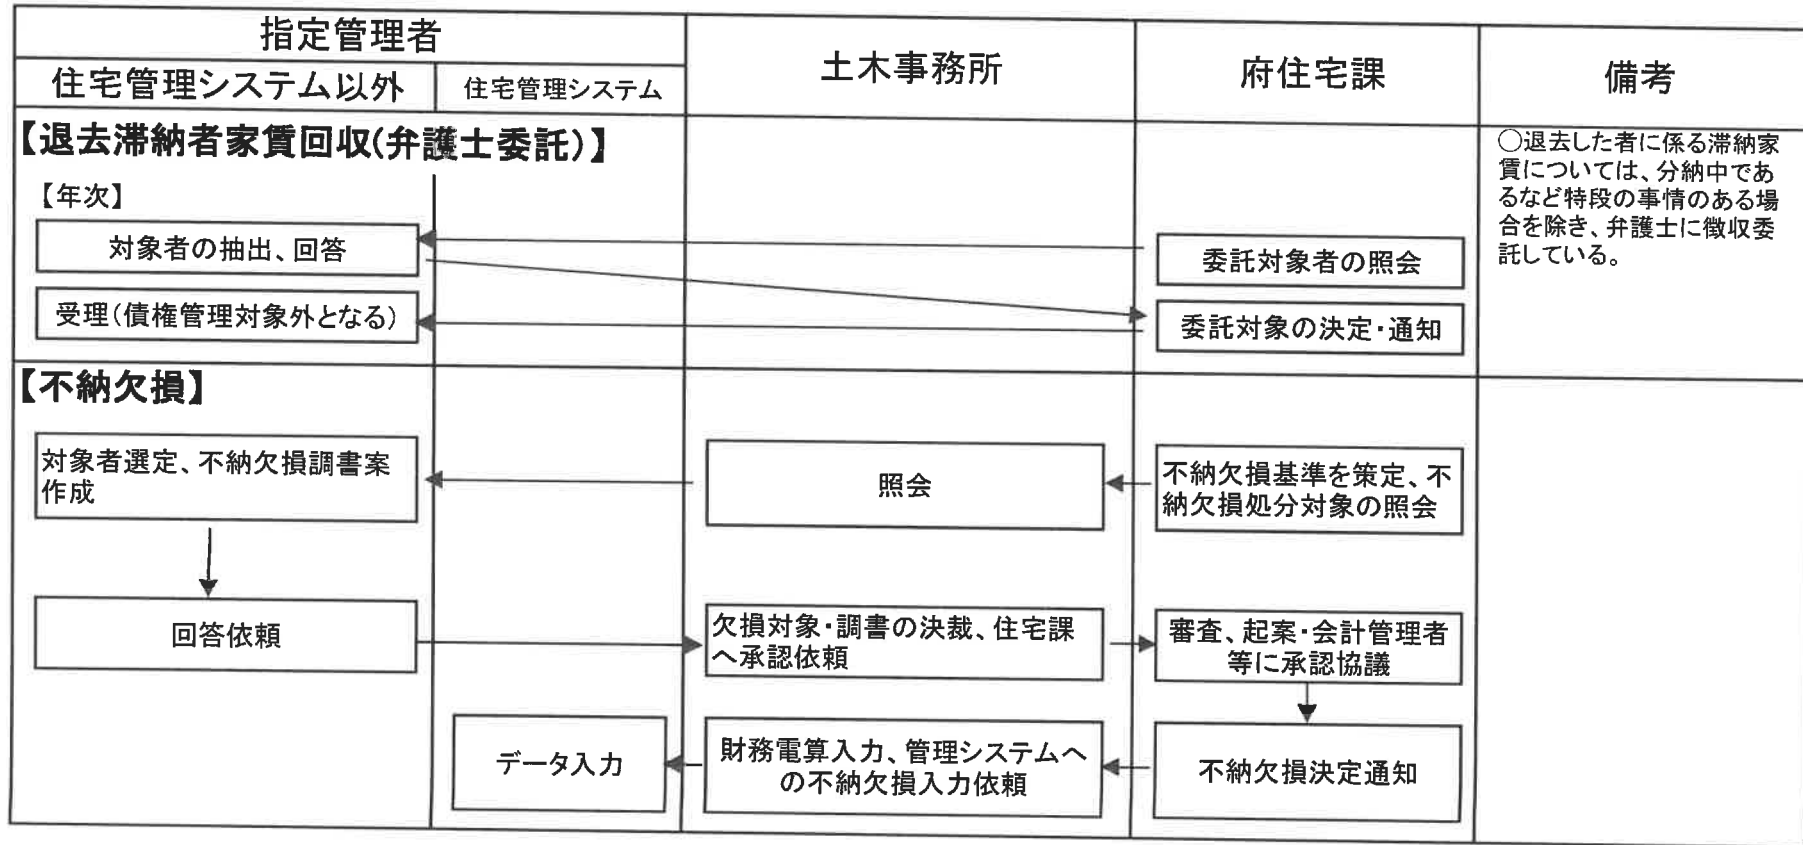 指定管理者
土木事務所
府住宅課
備考
住宅管理システム以外
住宅管理システム
【退去滞納者家賃回収(弁護士委託)】
【年次】
対象者の抽出、回答
委託対象者の照会
受理(債権管理対象外となる)
委託対象の決定・通知
○退去した者に係る滞納家
賃については、分納中であ
るなど特段の事情のある場
合を除き、弁護士に徴収委
託している。
【不納欠損】
対象者選定、不納欠損調書案
作成
照会
不納欠損基準を策定、不
納欠損処分対象の照会
回答依頼
欠損対象・調書の決裁、住宅課
へ承認依頼
審査、起案・会計管理者
等に承認協議
データ入力
財務電算入力、管理システムへ
の不納欠損入力依頼
不納欠損決定通知